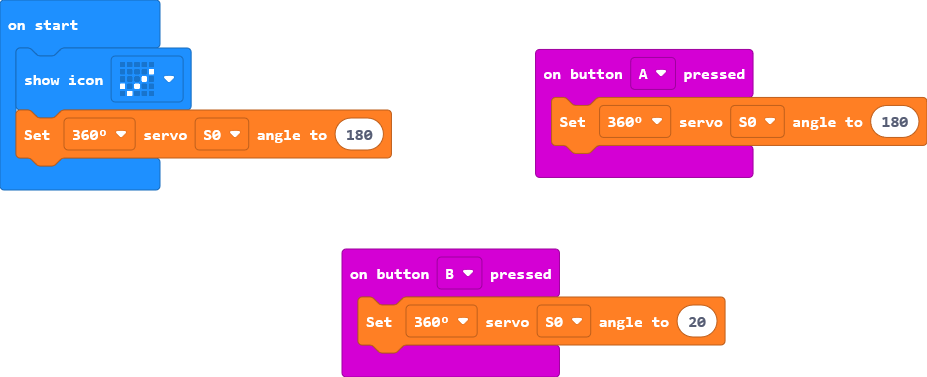 on start
show icon
Set 360º servo S0 angle to 180
on button A pressed
Set 360º servo S0 angle to 180
on button B pressed
Set 360º servo S0 angle to 20